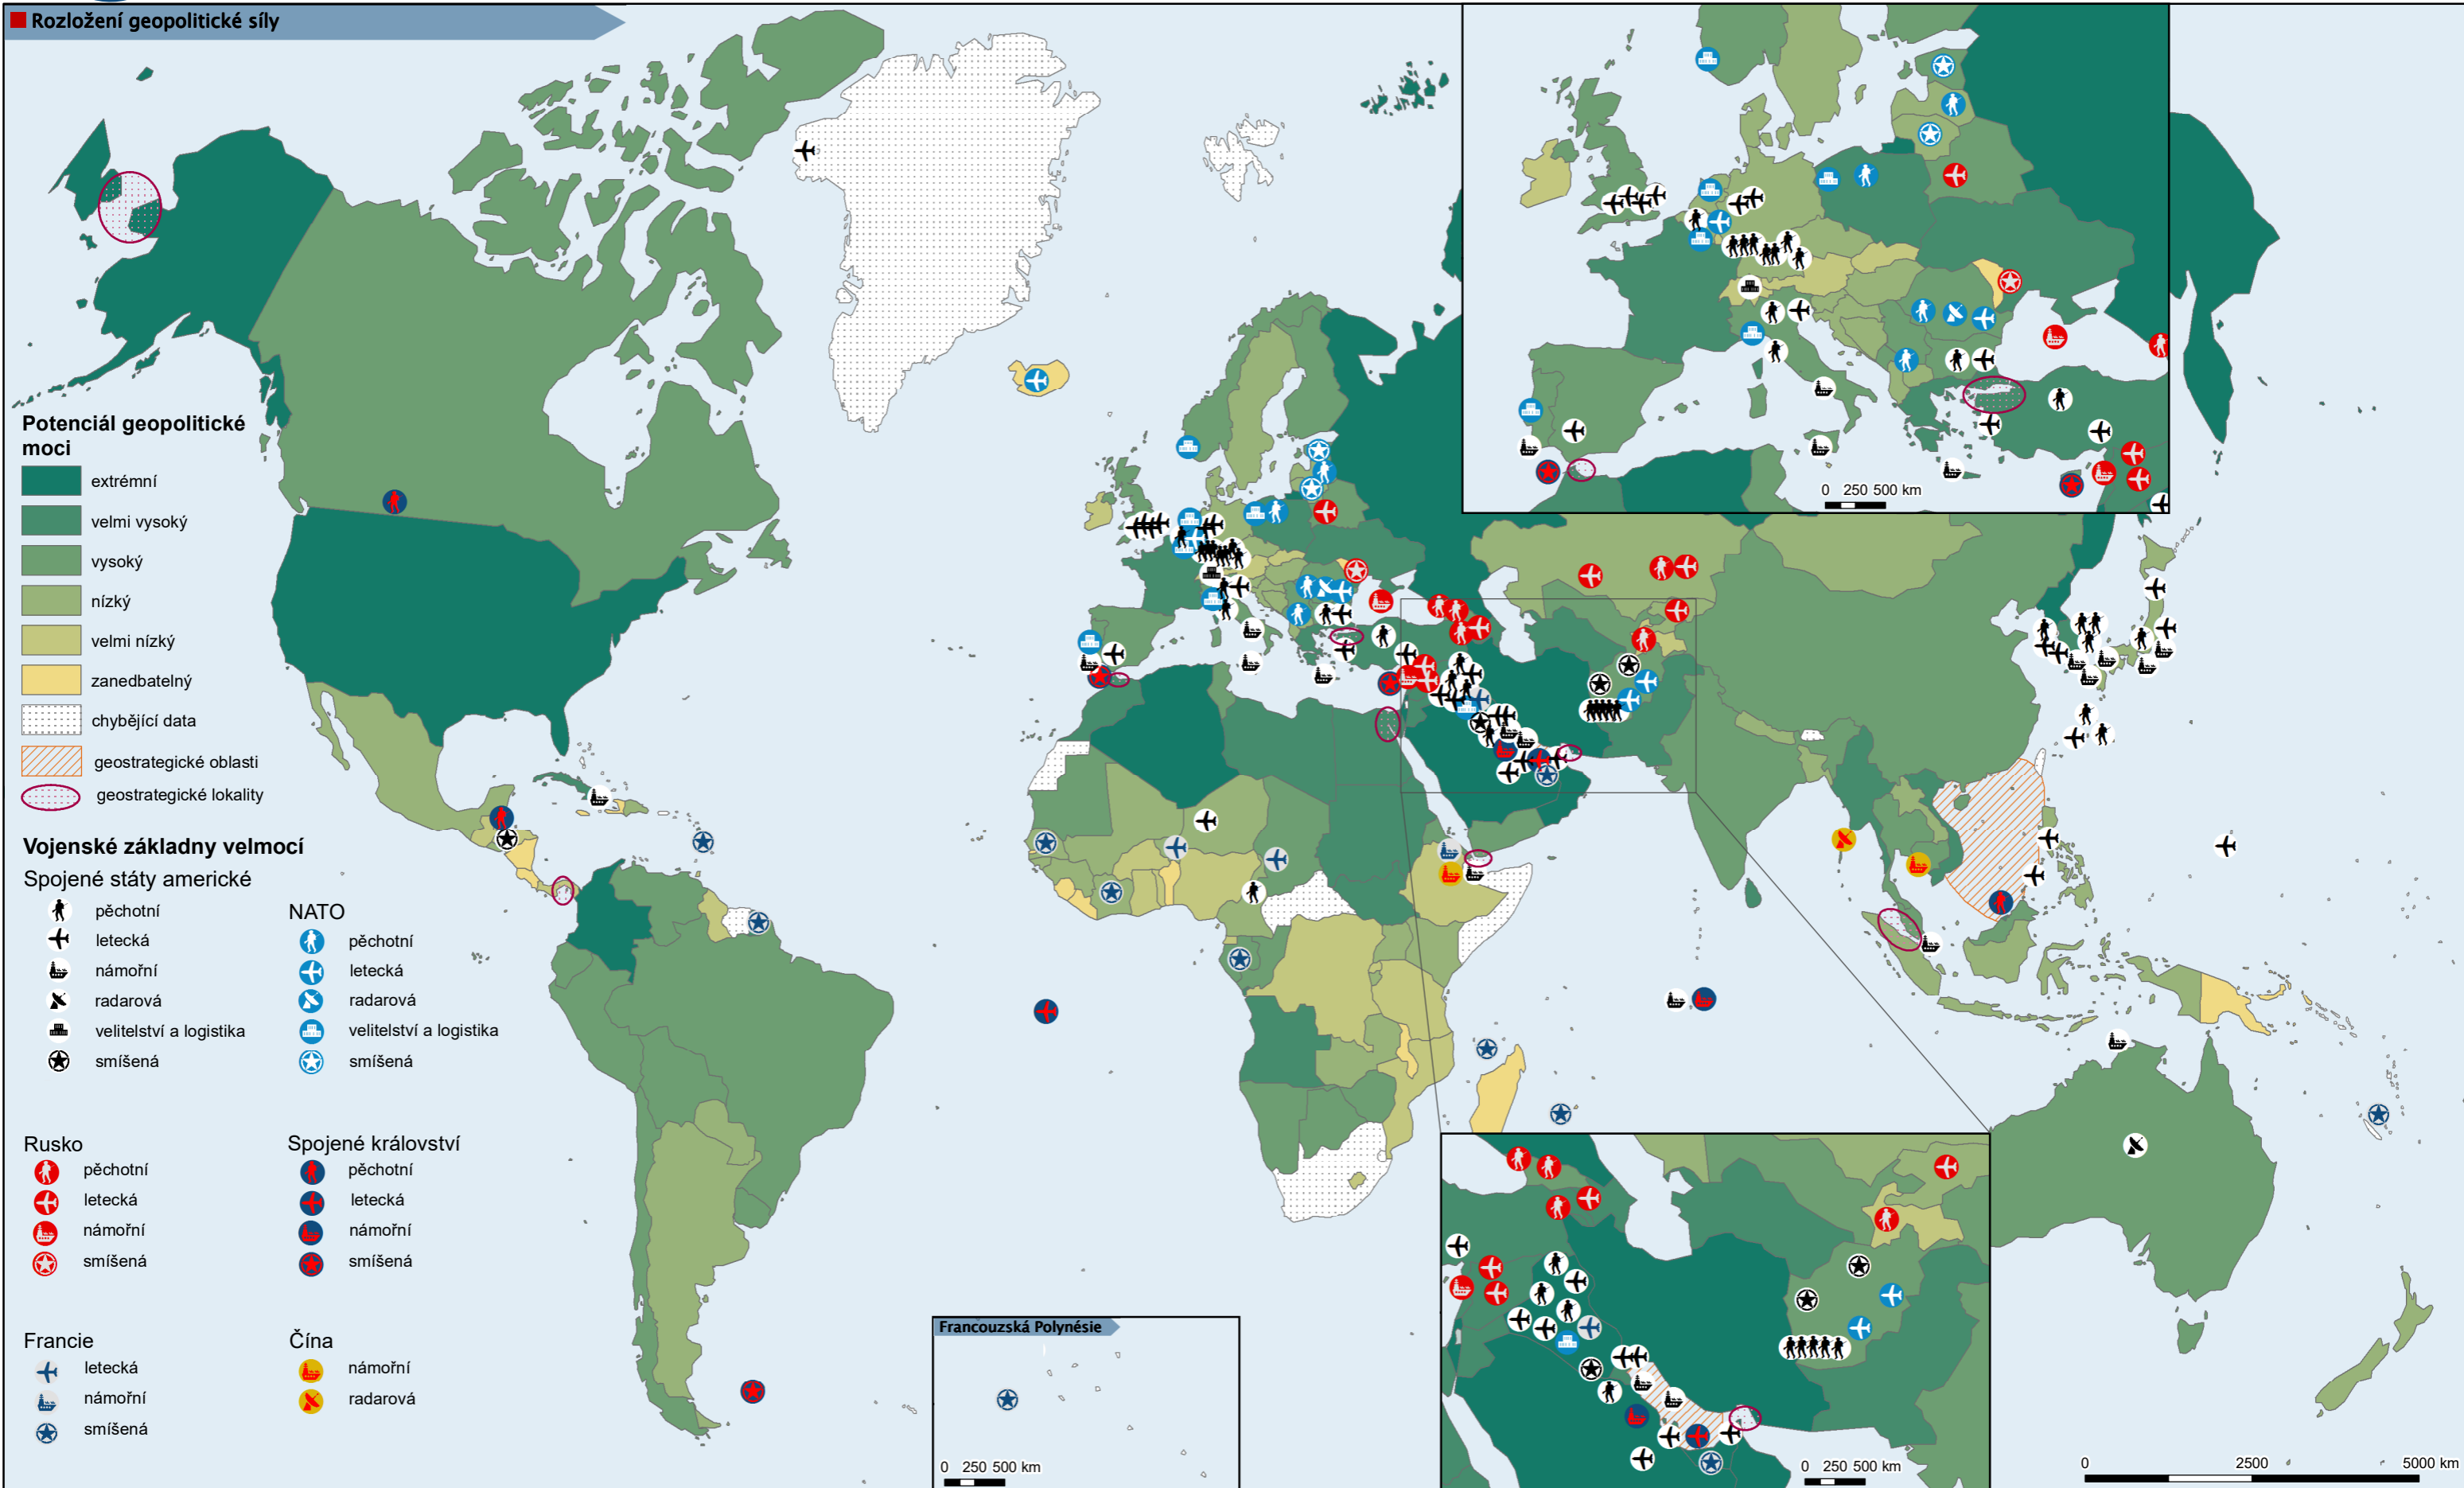 Rozložení geopolitické síly
Potenciál geopolitické
moci
extrémní
velmi vysoký
vysoký
nízký
velmi nízký
zanedbatelný
chybějící data
geostrategické oblasti
geostrategické lokality
Vojenské základny velmocí
Spojené státy americké
pěchotní
letecká
námořní
radarová
velitelství a logistika
smíšená
NATO
pěchotní
letecká
radarová
velitelství a logistika
smíšená
Rusko
pěchotní
letecká
námořní
smíšená
Spojené království
pěchotní
letecká
námořní
smíšená
Francie
letecká
námořní
smíšená
Čína
námořní
radarová
0 250 500 km
Francouzská Polynésie
0 250 500 km
0 250 500 km
0 2500 5000 km